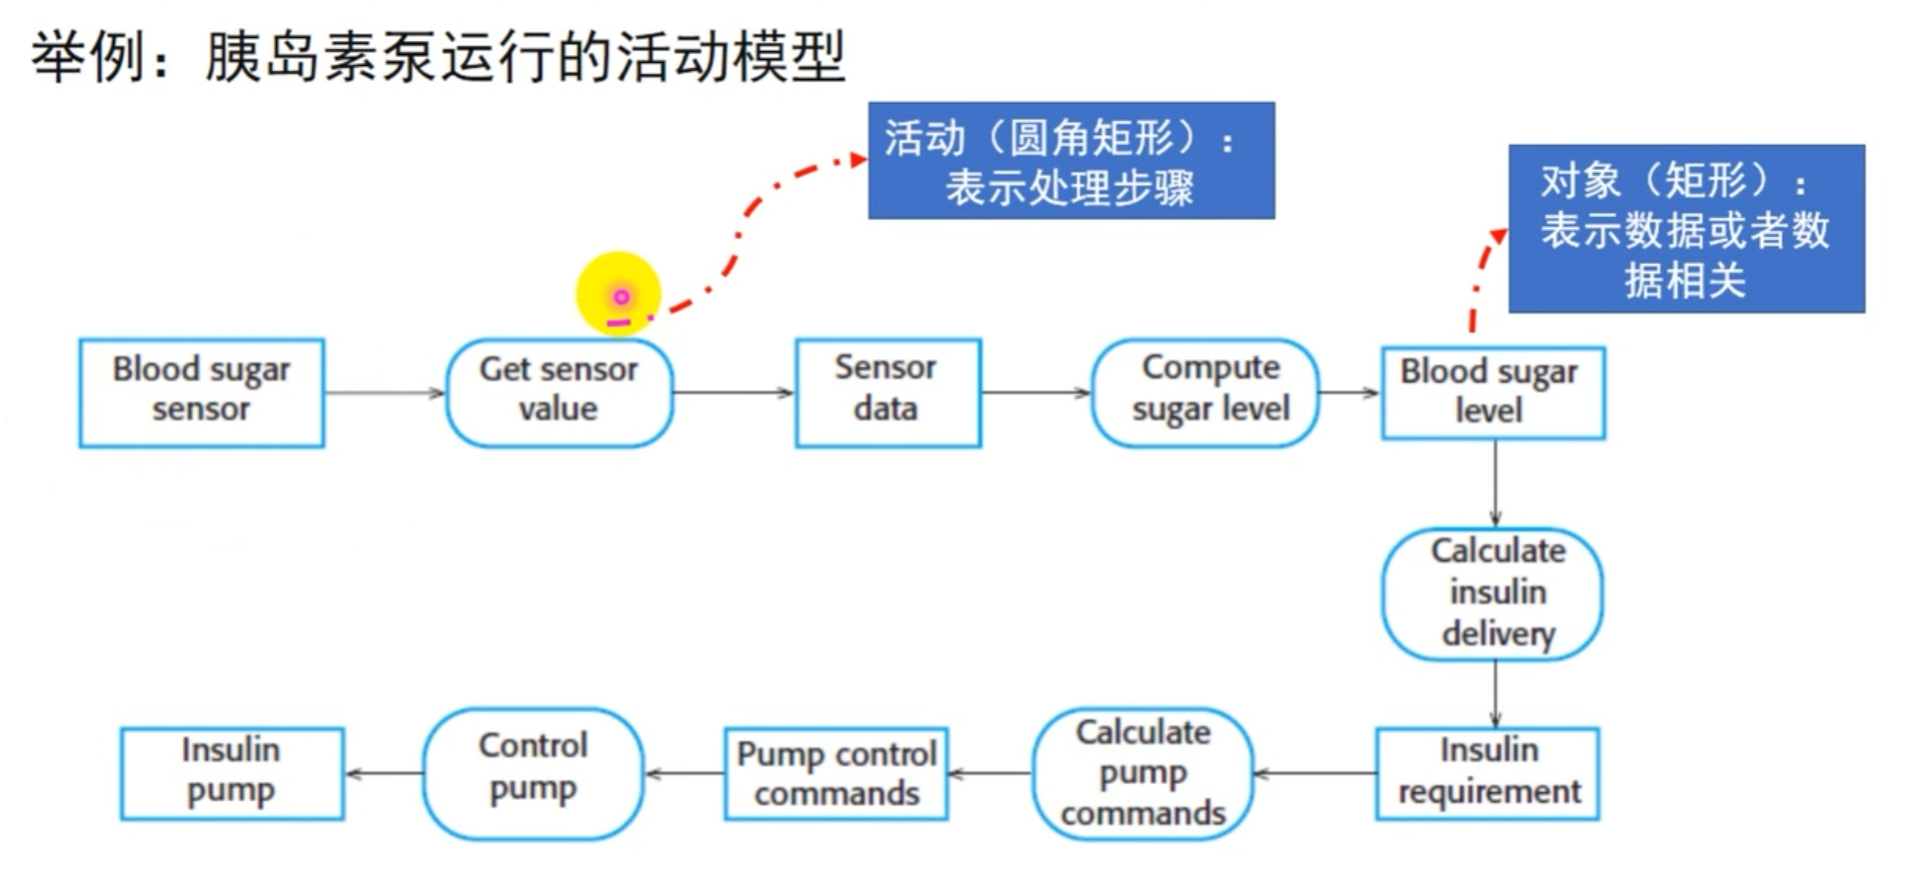 举例：胰岛素泵运行的活动模型
活动（圆角矩形）：
表示处理步骤
对象（矩形）：
表示数据或者数
据相关
Blood sugar
sensor
Get sensor
value
Sensor
data
Compute
sugar level
Blood sugar
level
Calculate
insulin
delivery
Insulin
requirement
Calculate
pump
commands
Pump control
commands
Control
pump
Insulin
pump